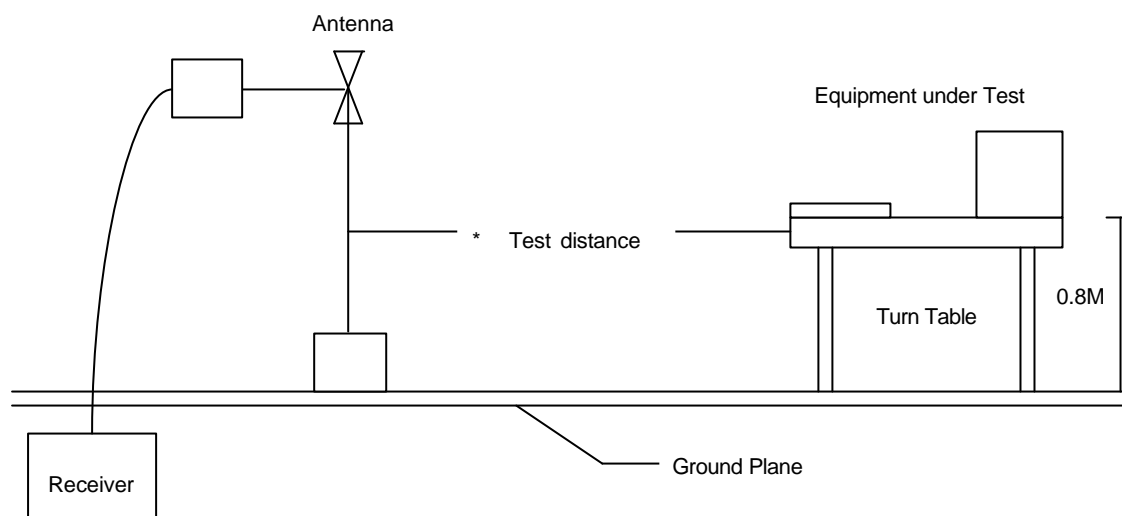 Antenna
Equipment under Test
* Test distance
0.8M
Turn Table
Ground Plane
Receiver